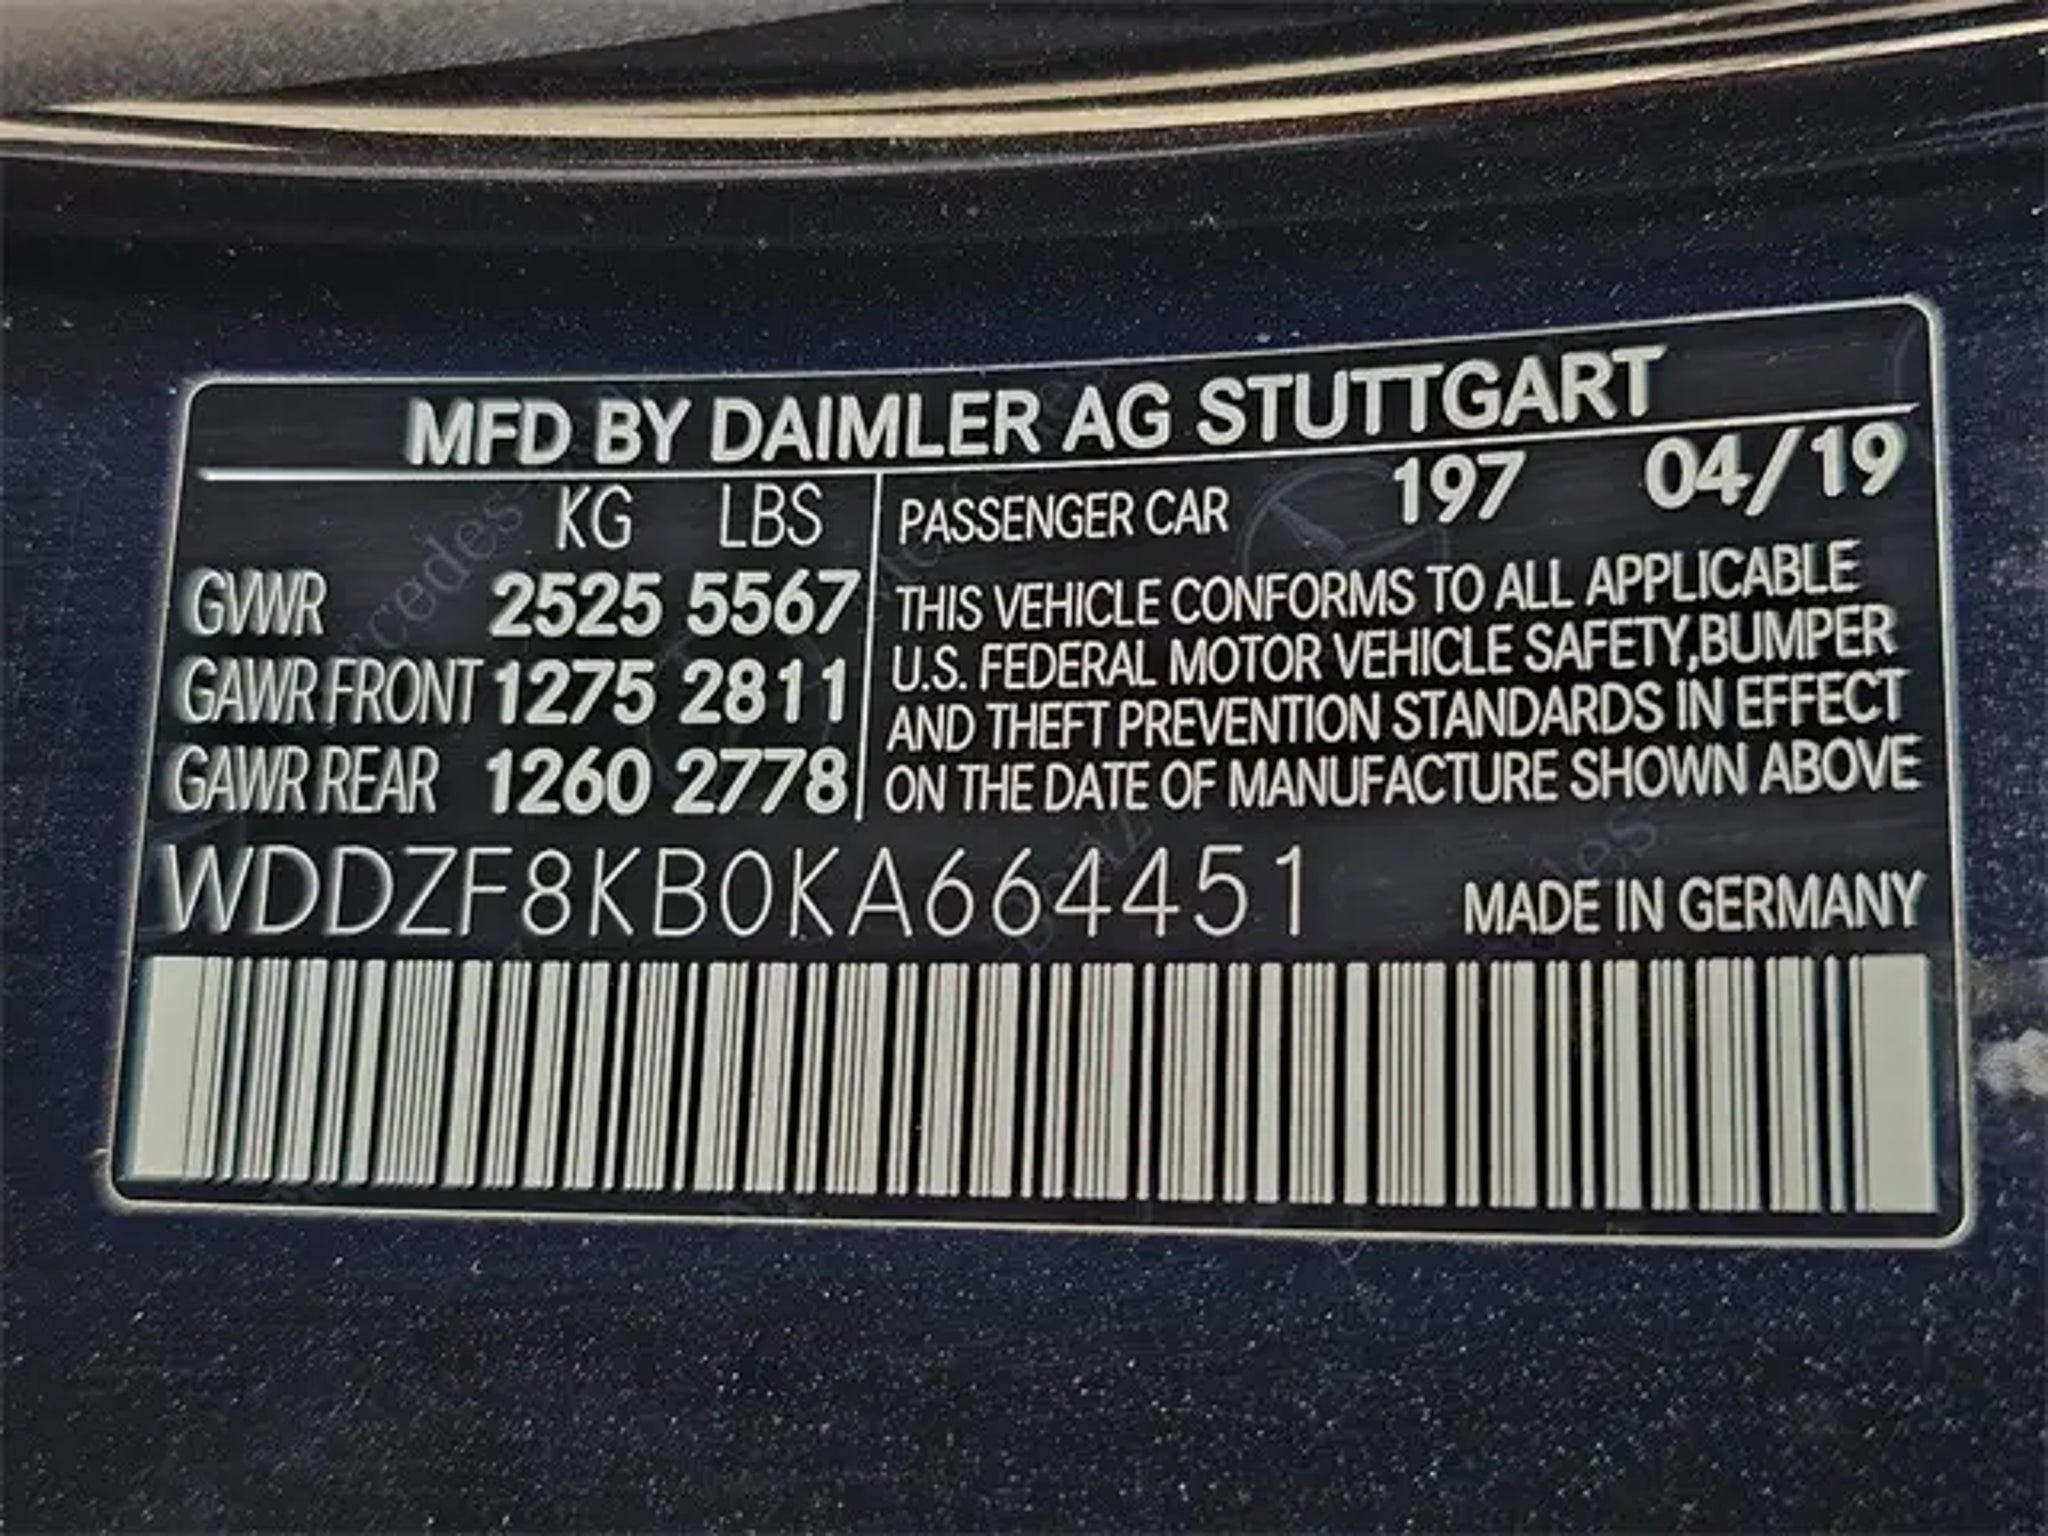 MFD BY DAIMLER AG STUTTGART
KG LBS
GVWR 2525 5567
GAWR FRONT 1275 2811
GAWR REAR 1260 2778
PASSENGER CAR 197 04/19
THIS VEHICLE CONFORMS TO ALL APPLICABLE
U.S. FEDERAL MOTOR VEHICLE SAFETY,BUMPER
AND THEFT PREVENTION STANDARDS IN EFFECT
ON THE DATE OF MANUFACTURE SHOWN ABOVE
WDDZF8KB0KA664451
MADE IN GERMANY